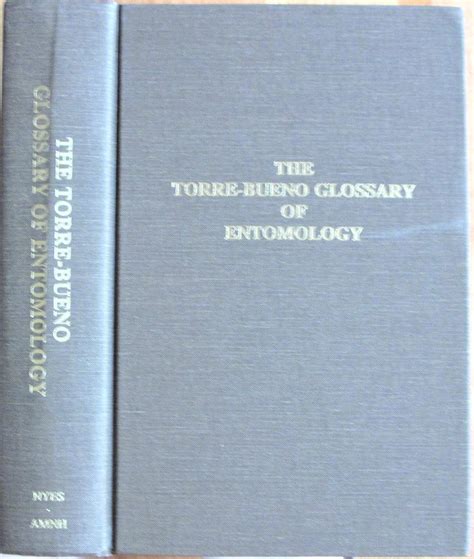 THE TORRE-BUENO
GLOSSARY OF ENTOMOLOGY
NYES
-
AMNH
THE
TORRE-BUENO GLOSSARY
OF
ENTOMOLOGY